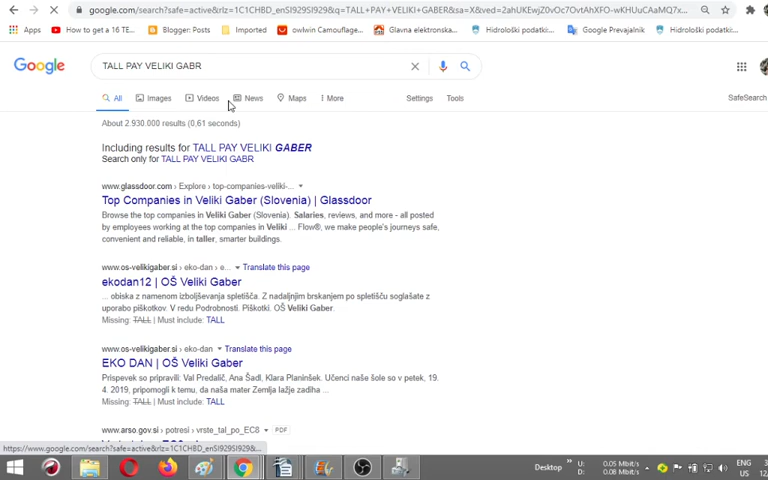 google.com/search?safe=active&rlz=1C1CHBD_enSI929SI929&q=TALL+PAY+VELIKI+GABER&sa=X&ved=2ahUKEwjZ0vOc7OvtAhXFO-wKHUuCAaMQ7x...
Apps How to get a 16 TE... Blogger: Posts Imported owlwin Camouflage... Glavna elektronska... Hidrološki podatki:... Google Prevajalnik Hidrološki podatki:...
Google
TALL PAY VELIKI GABR
All Images Videos News Maps More Settings Tools SafeSearch
About 2.930.000 results (0,61 seconds)
Including results for TALL PAY VELIKI GABER
Search only for TALL PAY VELIKI GABR
www.glassdoor.com › Explore › top-companies-veliki-...
Top Companies in Veliki Gaber (Slovenia) | Glassdoor
Browse the top companies in Veliki Gaber (Slovenia). Salaries, reviews, and more - all posted
by employees working at the top companies in Veliki ... Flow®, we make people's journeys safe,
convenient and reliable, in taller, smarter buildings.
www.os-velikigaber.si › eko-dan › e... Translate this page
ekodan12 | OŠ Veliki Gaber
... obiska z namenom izboljševanja spletišča. Z nadaljnjim brskanjem po spletišču soglašate z
uporabo piškotkov. V redu Podrobnosti. Piškotki. OŠ Veliki Gaber.
Missing: TALL | Must include: TALL
www.os-velikigaber.si › eko-dan Translate this page
EKO DAN | OŠ Veliki Gaber
Prispevek so pripravili: Val Predalič, Ana Šadl, Klara Planinšek. Učenci naše šole so v petek, 19.
4. 2019, pripomogli k temu, da naša mater Zemlja lažje zadiha ...
Missing: TALL | Must include: TALL
www.arso.gov.si › potresi › vrste_tal_po_EC8 PDF
https://www.google.com/search?safe=active&rlz=1C1CHBD_enSI929SI929&...
Desktop » U: 0.05 Mbit/s ENG
D: 0.08 Mbit/s US